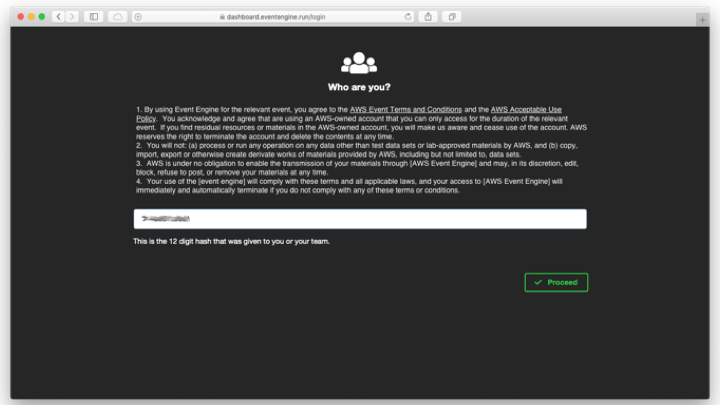 dashboard.eventengine.run/login
Who are you?
1. By using Event Engine for the relevant event, you agree to the AWS Event Terms and Conditions and the AWS Acceptable Use
Policy. You acknowledge and agree that are using an AWS-owned account that you can only access for the duration of the relevant
event. If you find residual resources or materials in the AWS-owned account, you will make us aware and cease use of the account. AWS
reserves the right to terminate the account and delete the contents at any time.
2. You will not: (a) process or run any operation on any data other than test data sets or lab-approved materials by AWS, and (b) copy,
import, export or otherwise create derivate works of materials provided by AWS, including but not limited to, data sets.
3. AWS is under no obligation to enable the transmission of your materials through [AWS Event Engine] and may, in its discretion, edit,
block, refuse to post, or remove your materials at any time.
4. Your use of the [event engine] will comply with these terms and all applicable laws, and your access to [AWS Event Engine] will
immediately and automatically terminate if you do not comply with any of these terms or conditions.
This is the 12 digit hash that was given to you or your team.
Proceed